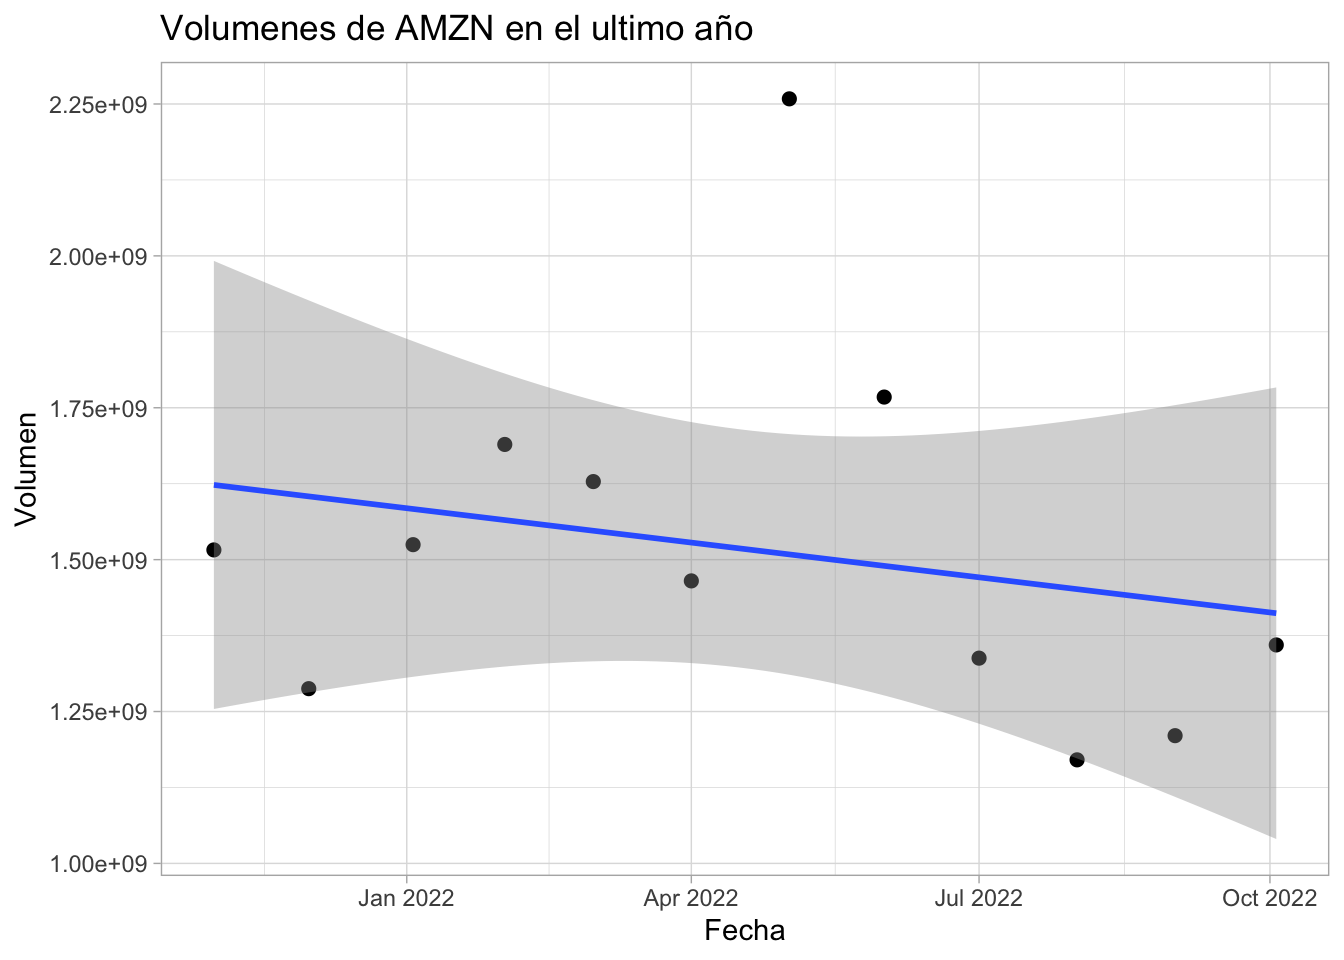 Volumenes de AMZN en el ultimo año
Volumen
2.25e+09
2.00e+09
1.75e+09
1.50e+09
1.25e+09
1.00e+09
Jan 2022 Apr 2022 Jul 2022 Oct 2022
Fecha